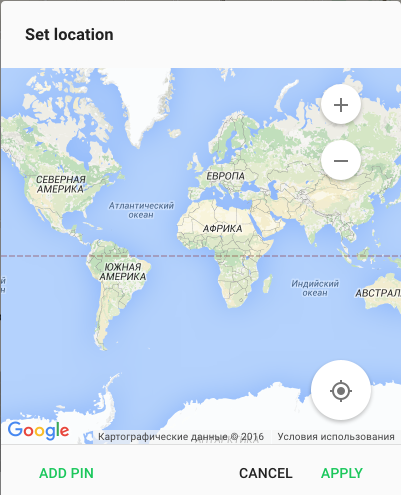 Set location
+
−
СЕВЕРНАЯ
АМЕРИКА
ЕВРОПА
Атлантический
океан
АФРИКА
ЮЖНАЯ
АМЕРИКА
Индийский
океан
АВСТРАЛ
й
АНТАРКТИКА
Google
Картографические данные © 2016
Условия использования
ADD PIN
CANCEL
APPLY